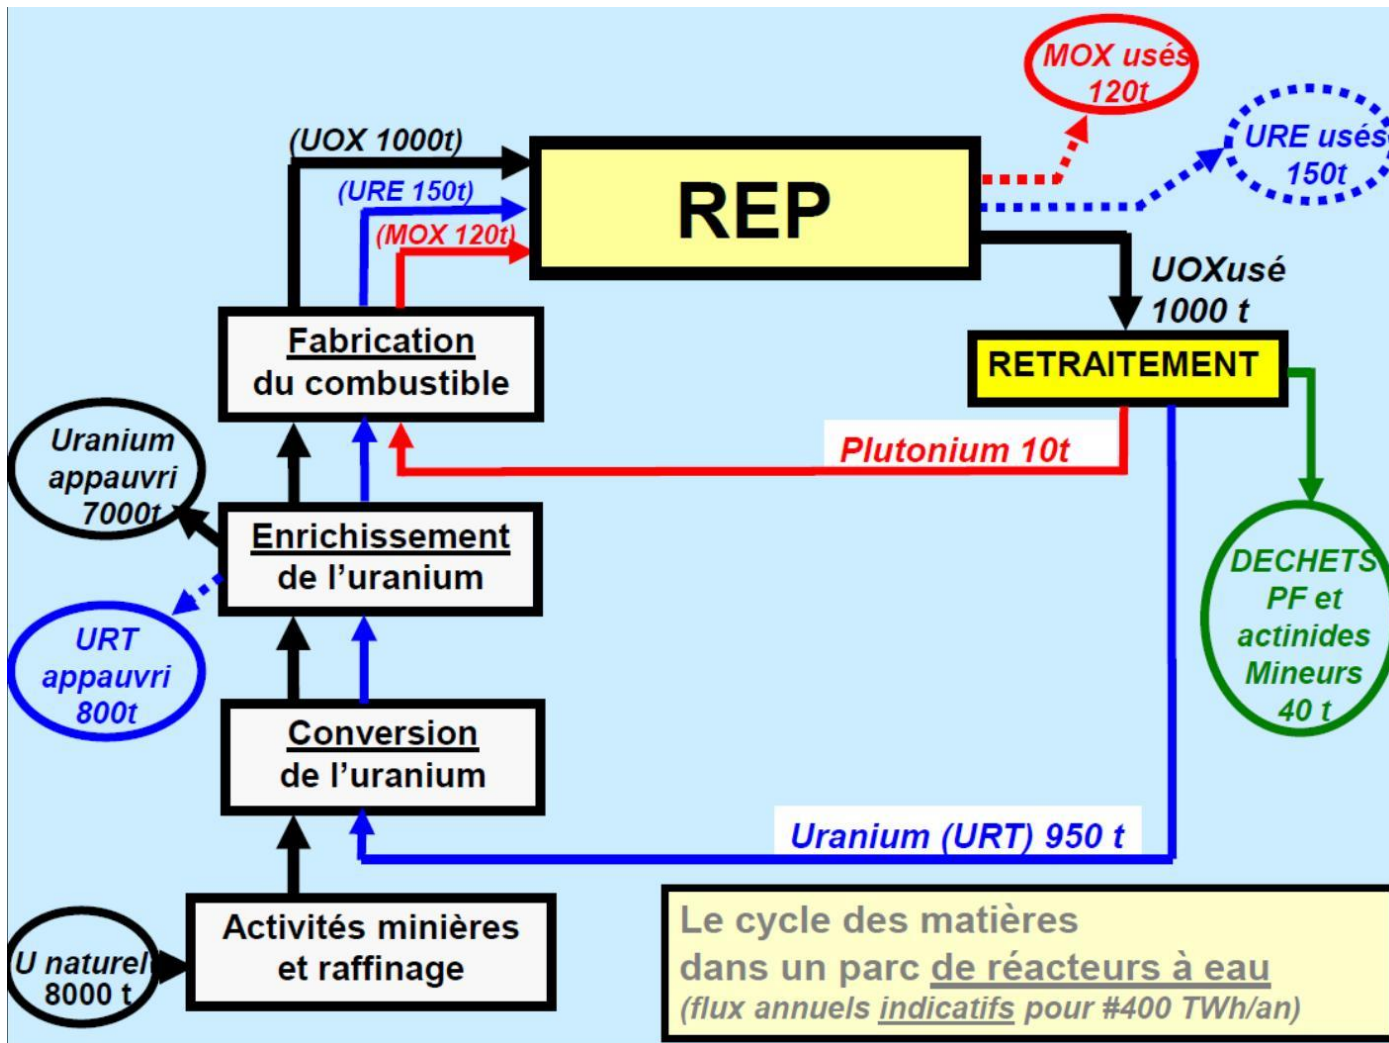 MOX usés
120t
(UOX 1000t)
REP
URE usés
150t
(URE 150t)
(MOX 120t)
UOXusé
1000 t
Fabrication
du combustible
RETRAITEMENT
Uranium
appauvri
7000t
Plutonium 10t
Enrichissement
de l'uranium
DECHETS
PF et
actinides
Mineurs
40 t
URT
appauvri
800t
Conversion
de l'uranium
Uranium (URT) 950 t
Activités minières
et raffinage
U naturel
8000 t
Le cycle des matières
dans un parc de réacteurs à eau
(flux annuels indicatifs pour #400 TWh/an)